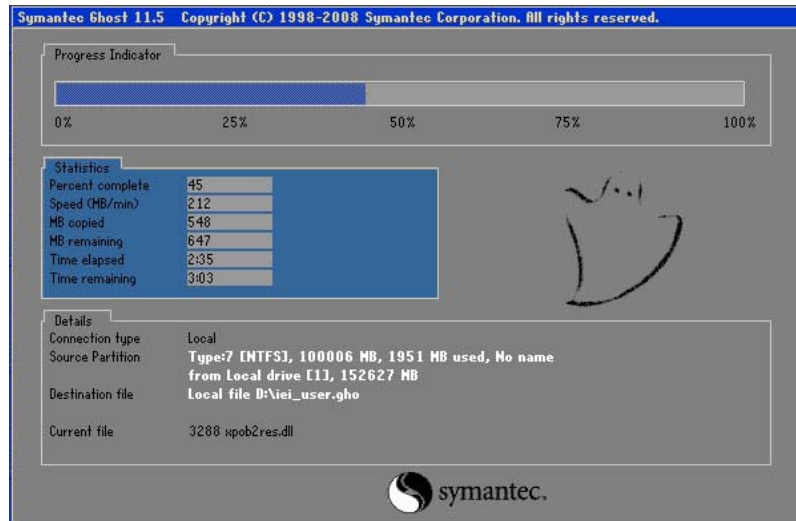 Symantec Ghost 11.5   Copyright (C) 1998-2008 Symantec Corporation. All rights reserved.
Progress Indicator
0% 25% 50% 75% 100%
Statistics
Percent complete 45
Speed (MB/min) 212
MB copied 548
MB remaining 647
Time elapsed 2:35
Time remaining 3:03
Details
Connection type Local
Source Partition Type:7 [NTFS], 100006 MB, 1951 MB used, No name
from Local drive [1], 152627 MB
Destination file Local file D:\iei_user.gho
Current file 3288 xpob2res.dll
symantec.